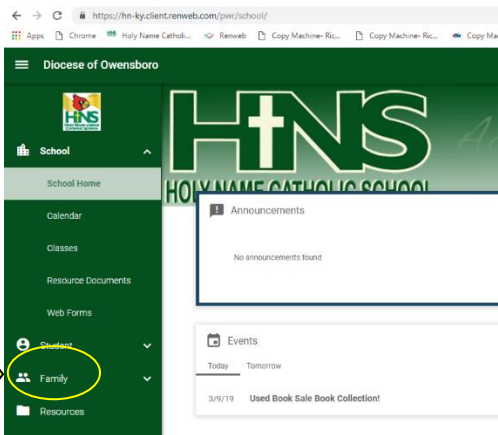 https://hn-ky.client.renweb.com/pwr/school/
Apps Chrome Holy Name Catholi... Renweb Copy Machine- Ric... Copy Machine- Ric... Copy Ma
Diocese of Owensboro
HNS
HNS
School
HOLY NAME CATHOLIC SCHOOL
School Home
Announcements
Calendar
No announcements found
Classes
Resource Documents
Web Forms
Student
Events
Today Tomorrow
Family
3/9/19 Used Book Sale Book Collection!
Resources